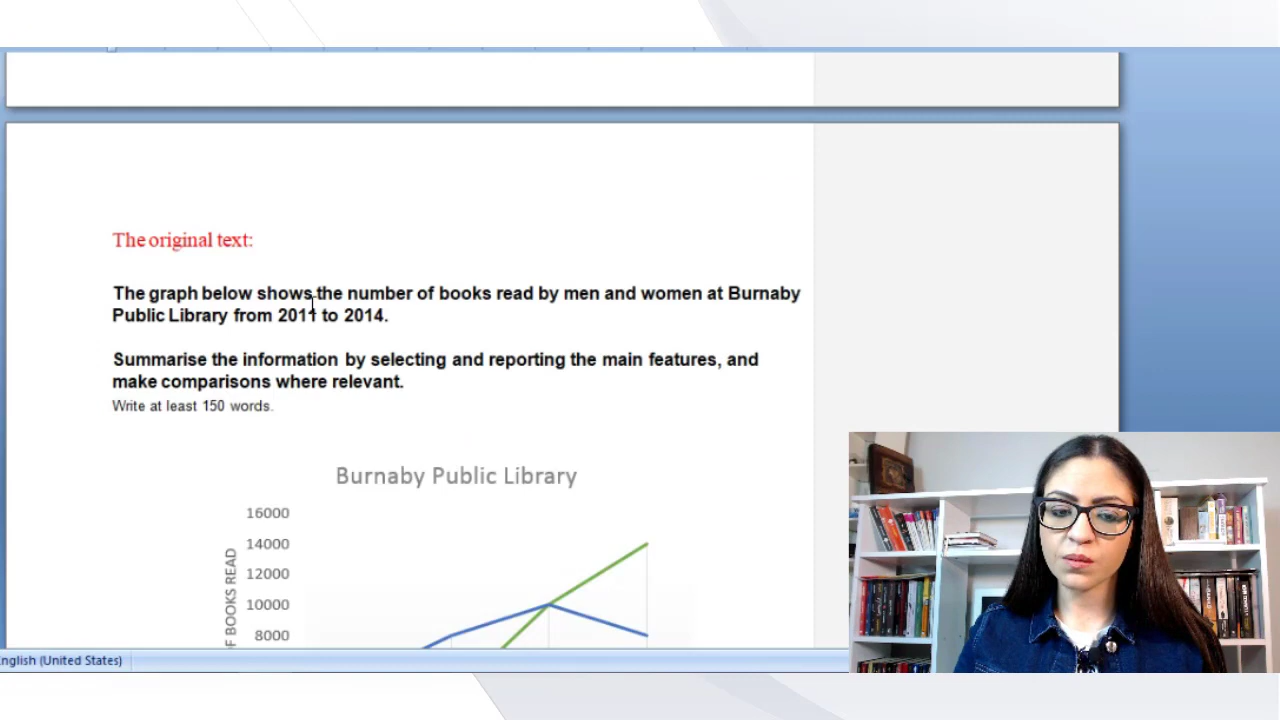 The original text:
The graph below shows the number of books read by men and women at Burnaby
Public Library from 2011 to 2014.
Summarise the information by selecting and reporting the main features, and
make comparisons where relevant.
Write at least 150 words.
Burnaby Public Library
16000
14000
12000
10000
8000
F BOOKS READ
nglish (United States)